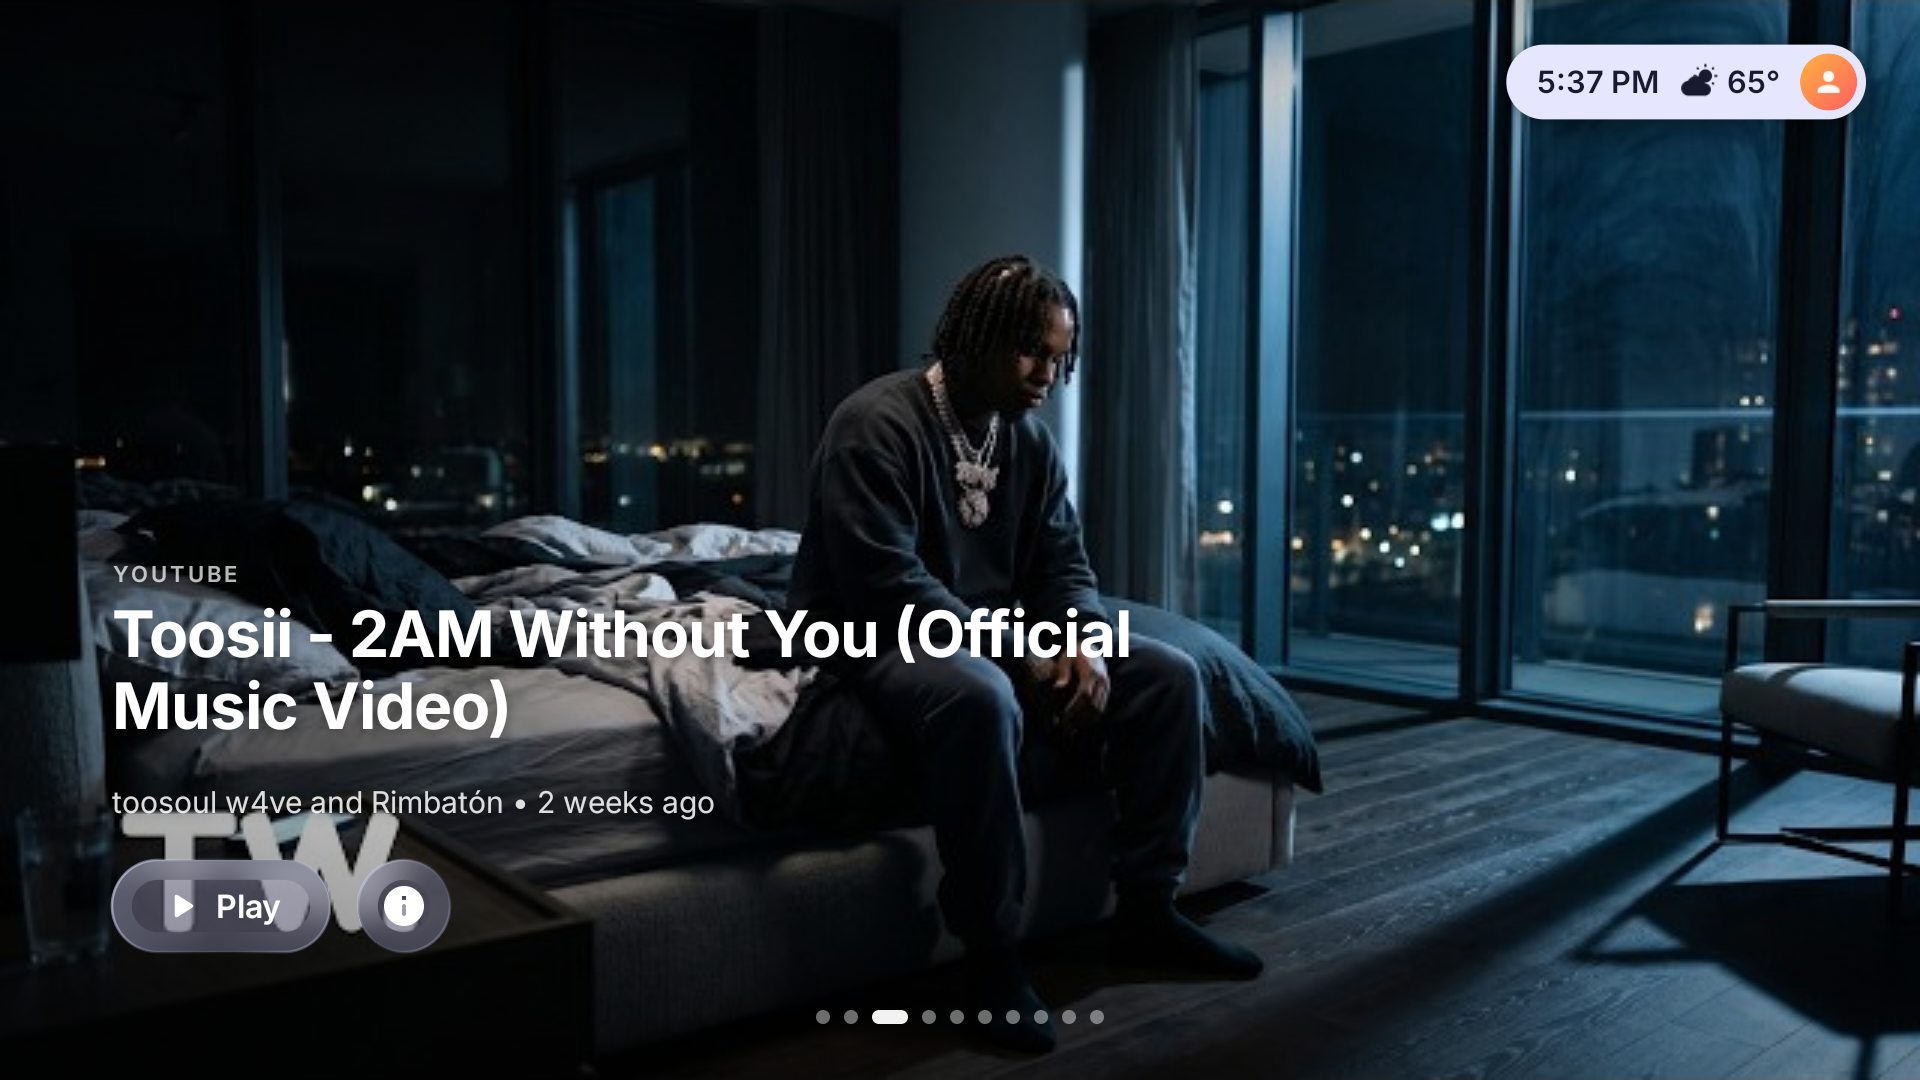 5:37 PM 65°
YOUTUBE
Toosii - 2AM Without You (Official
Music Video)
toosoul w4ve and Rimbatón • 2 weeks ago
TW
Play